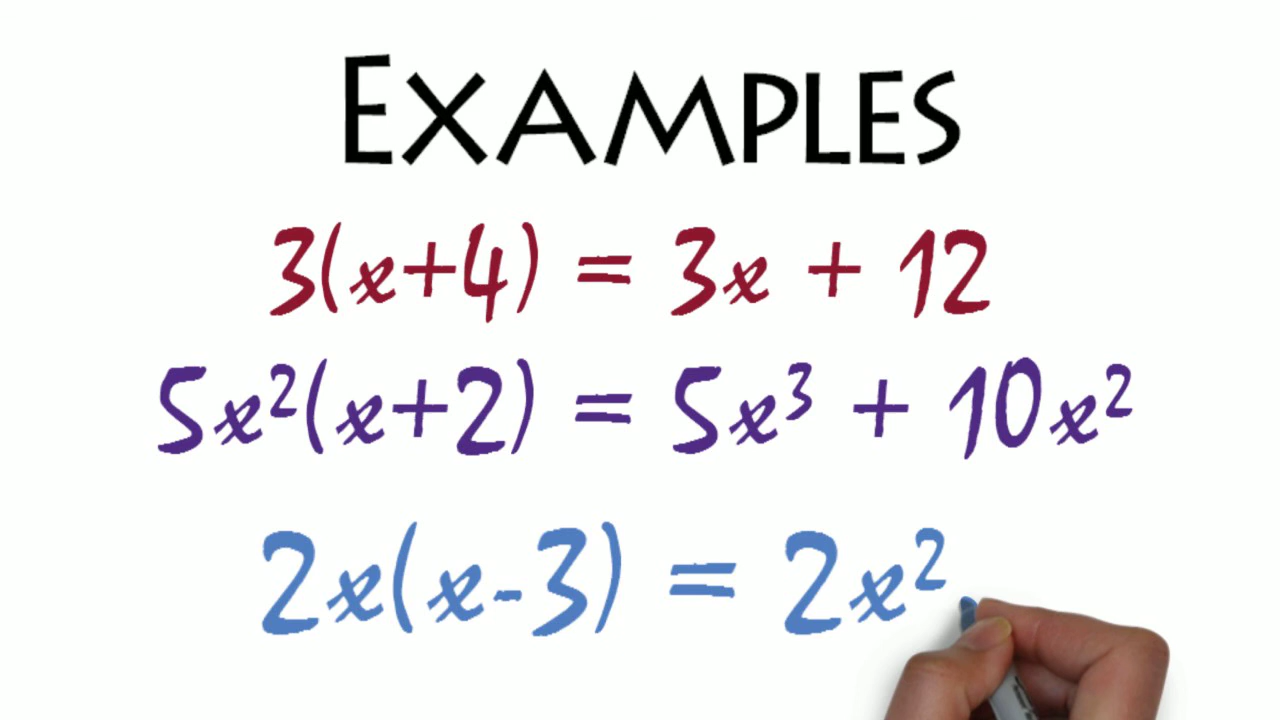 EXAMPLES
3(x+4) = 3x + 12
5x²(x+2) = 5x³ + 10x²
2x(x-3) = 2x²